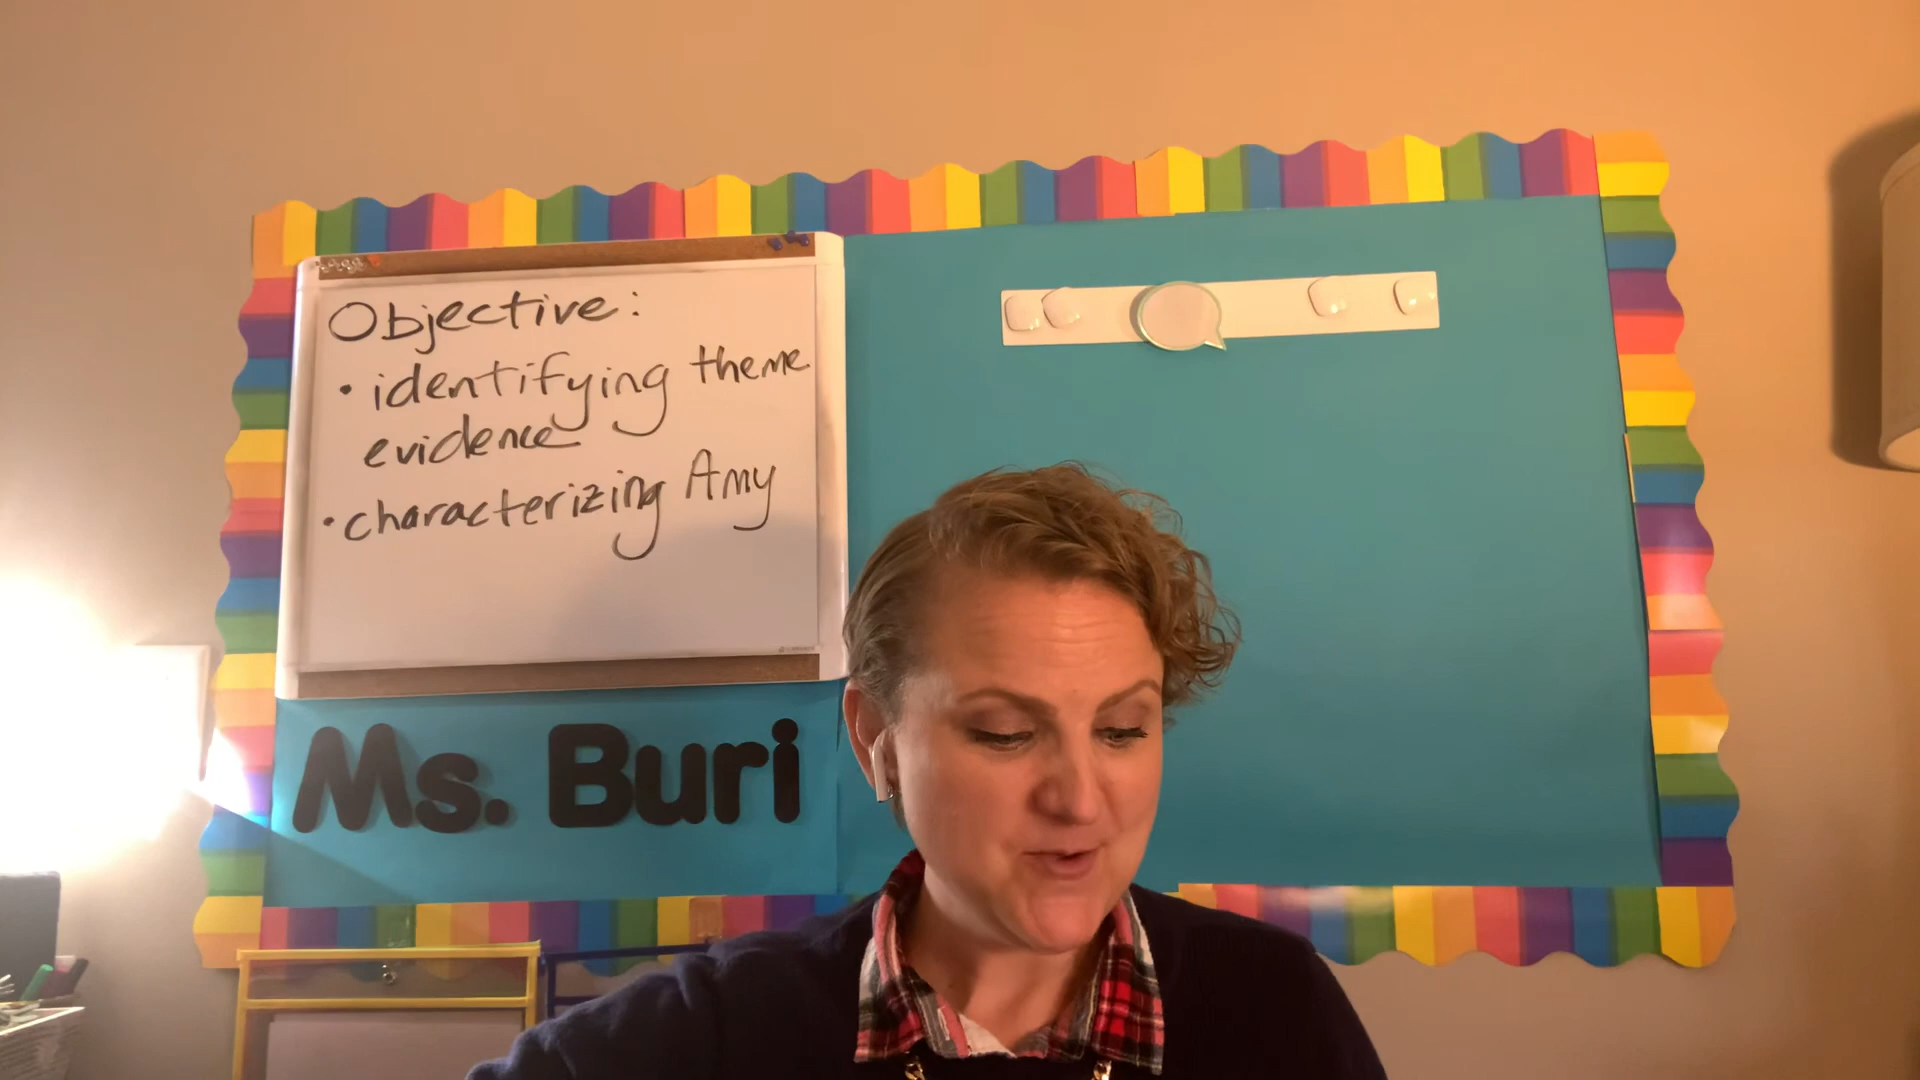 Objective:
• identifying theme
evidence
• characterizing Amy
Ms. Buri